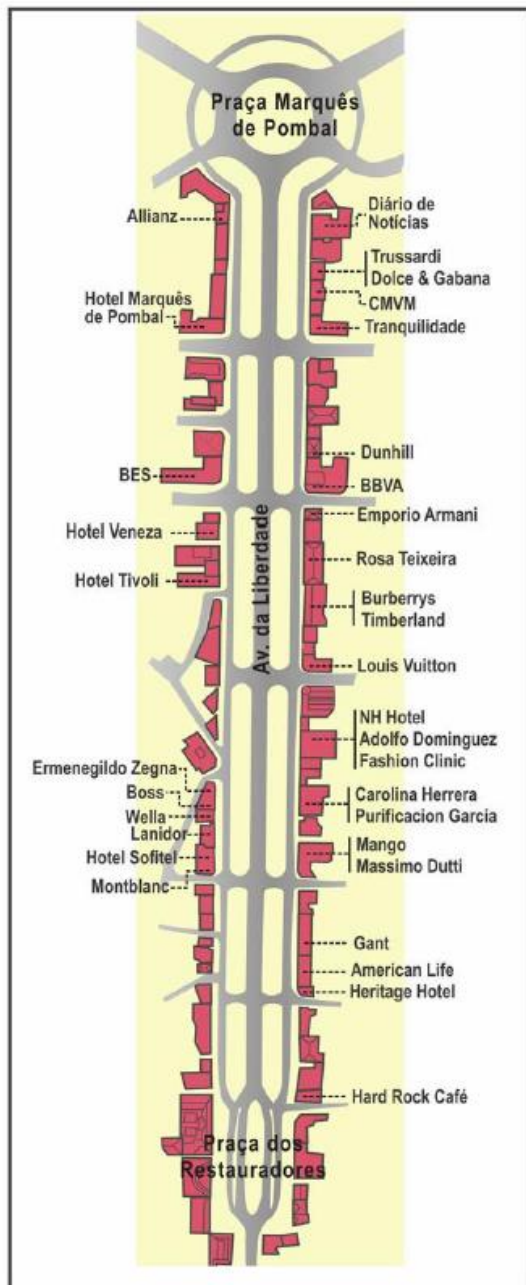 Praça Marquês
de Pombal
Allianz
Diário de
Notícias
Trussardi
Dolce & Gabana
CMVM
Hotel Marquês
de Pombal
Tranquilidade
Dunhill
BES
BBVA
Emporio Armani
Hotel Veneza
Rosa Teixeira
Hotel Tivoli
Burberrys
Timberland
Av. da Liberdade
Louis Vuitton
NH Hotel
Adolfo Dominguez
Fashion Clinic
Ermenegildo Zegna
Boss
Wella
Lanidor
Carolina Herrera
Purificacion Garcia
Hotel Sofitel
Montblanc
Mango
Massimo Dutti
Gant
American Life
Heritage Hotel
Hard Rock Café
Praça dos
Restauradores